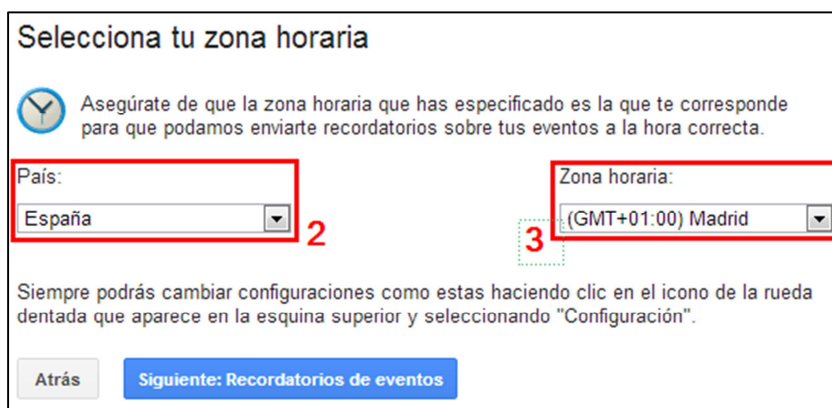 Selecciona tu zona horaria
Asegúrate de que la zona horaria que has especificado es la que te corresponde
para que podamos enviarte recordatorios sobre tus eventos a la hora correcta.
País:
España
2
Zona horaria:
(GMT+01:00) Madrid
3
Siempre podrás cambiar configuraciones como estas haciendo clic en el icono de la rueda
dentada que aparece en la esquina superior y seleccionando "Configuración".
Atrás
Siguiente: Recordatorios de eventos